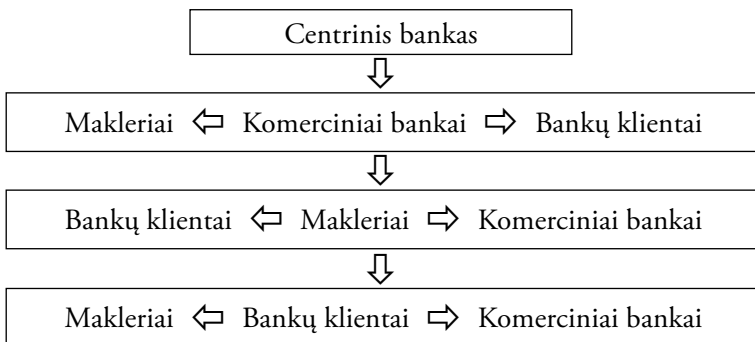 Centrinis bankas
Makleriai ⇦ Komerciniai bankai ⇨ Bankų klientai
Bankų klientai ⇦ Makleriai ⇨ Komerciniai bankai
Makleriai ⇦ Bankų klientai ⇨ Komerciniai bankai